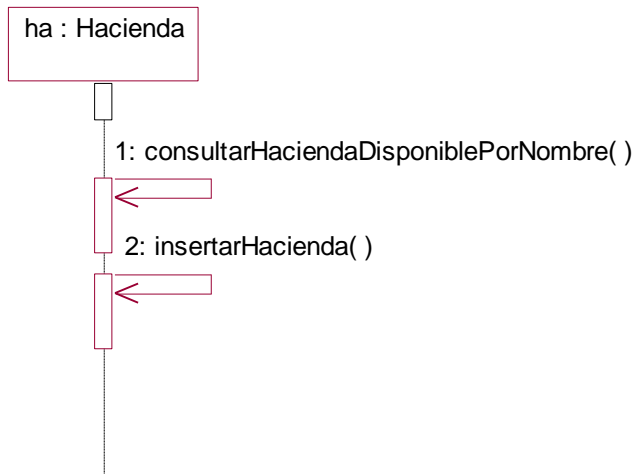 ha : Hacienda
1: consultarHaciendaDisponiblePorNombre( )
2: insertarHacienda( )